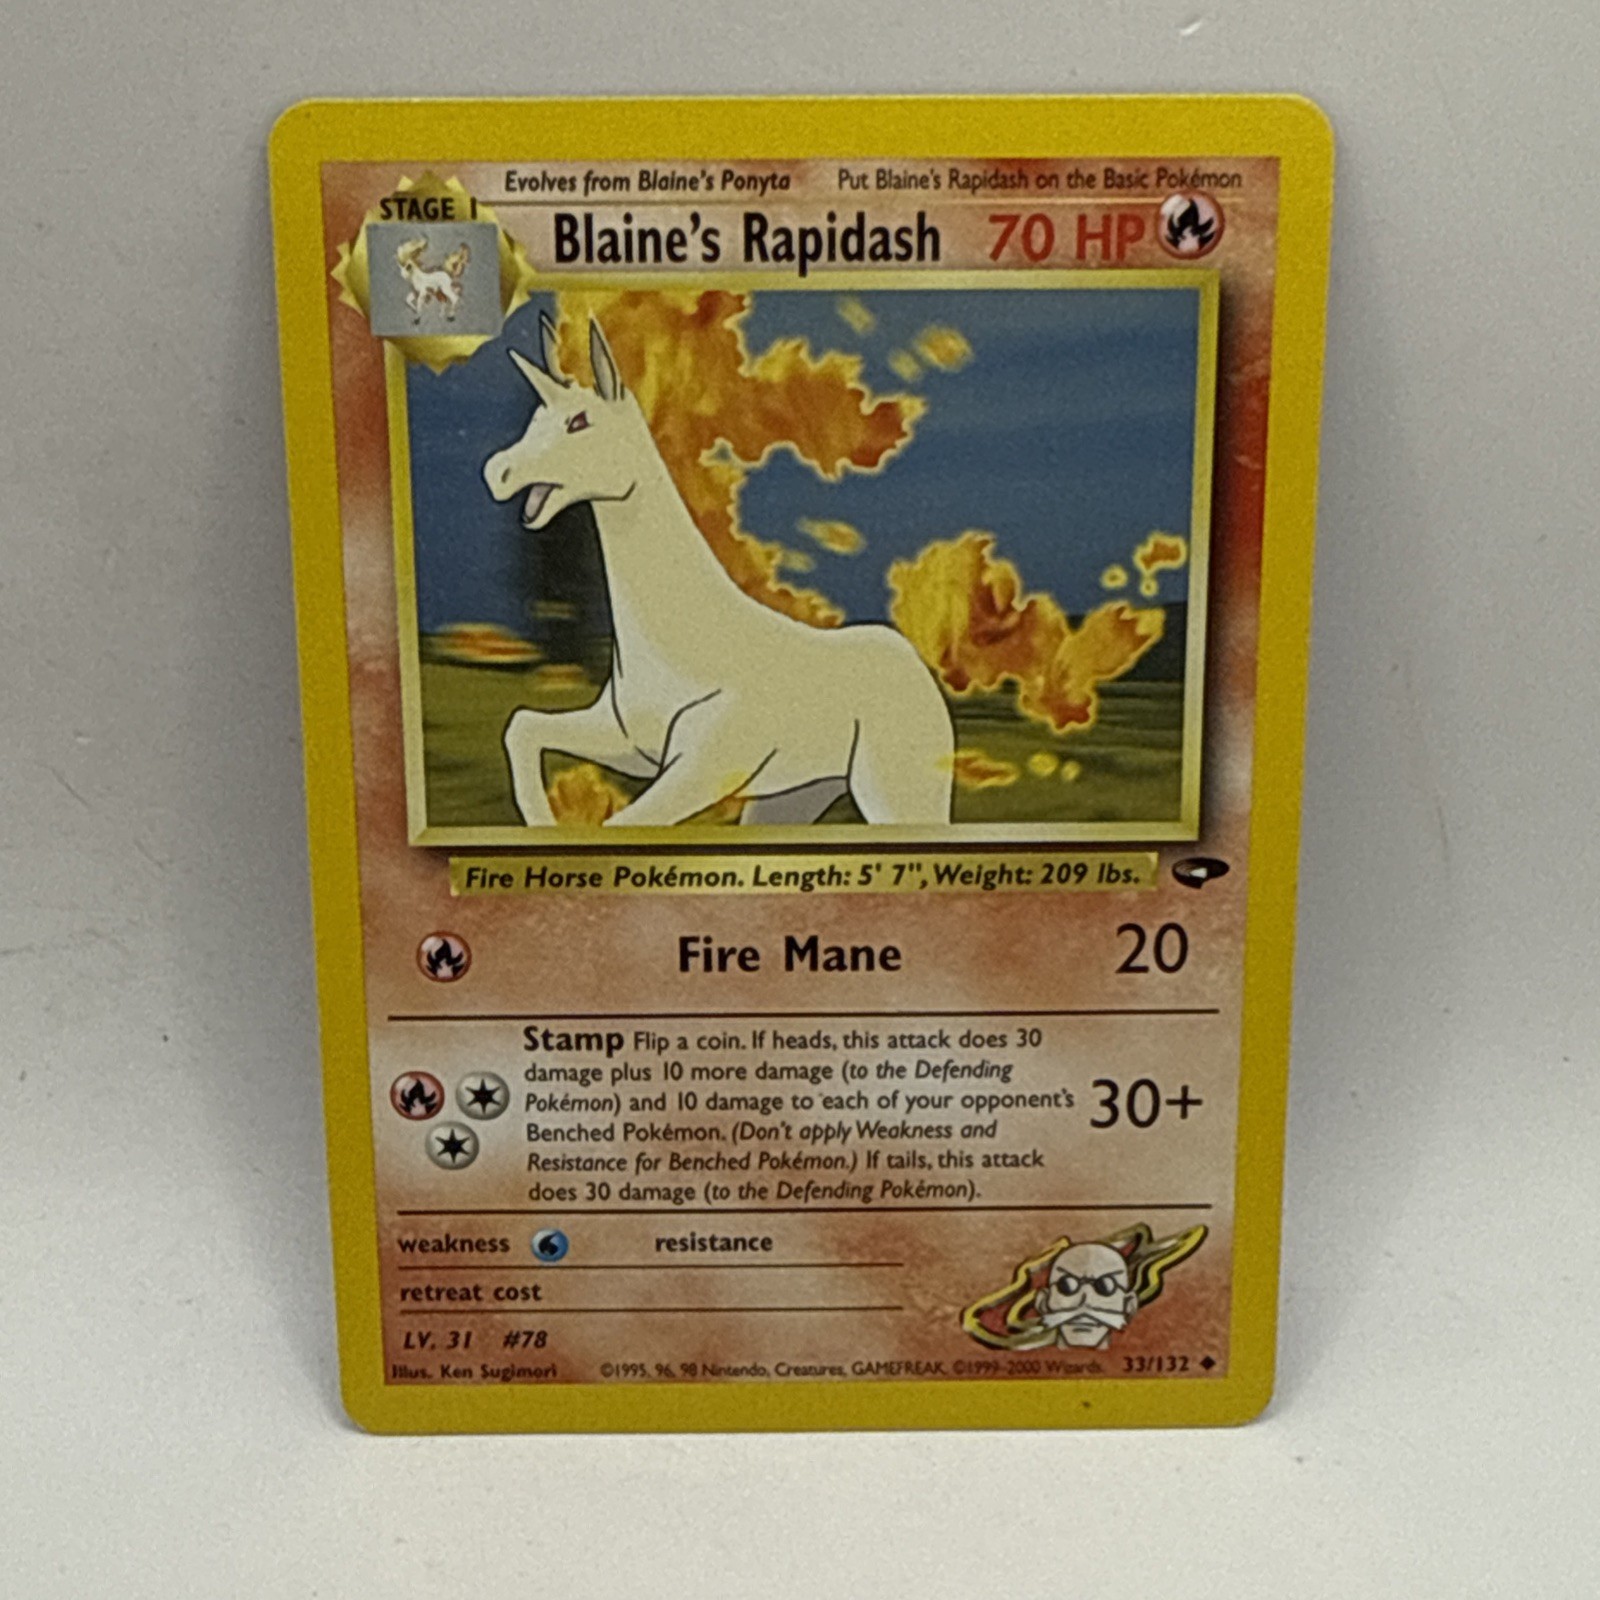 Evolves from Blaine's Ponyta Put Blaine's Rapidash on the Basic Pokémon
STAGE 1
Blaine's Rapidash 70 HP
Fire Horse Pokémon. Length: 5' 7", Weight: 209 lbs.
Fire Mane 20
Stamp Flip a coin. If heads, this attack does 30
damage plus 10 more damage (to the Defending
Pokémon) and 10 damage to each of your opponent's
Benched Pokémon. (Don't apply Weakness and
Resistance for Benched Pokémon.) If tails, this attack
does 30 damage (to the Defending Pokémon).
30+
weakness resistance
retreat cost
LV. 31 #78
Illus. Ken Sugimori ©1995, 96, 98 Nintendo, Creatures, GAMEFREAK. ©1999-2000 Wizards. 33/132